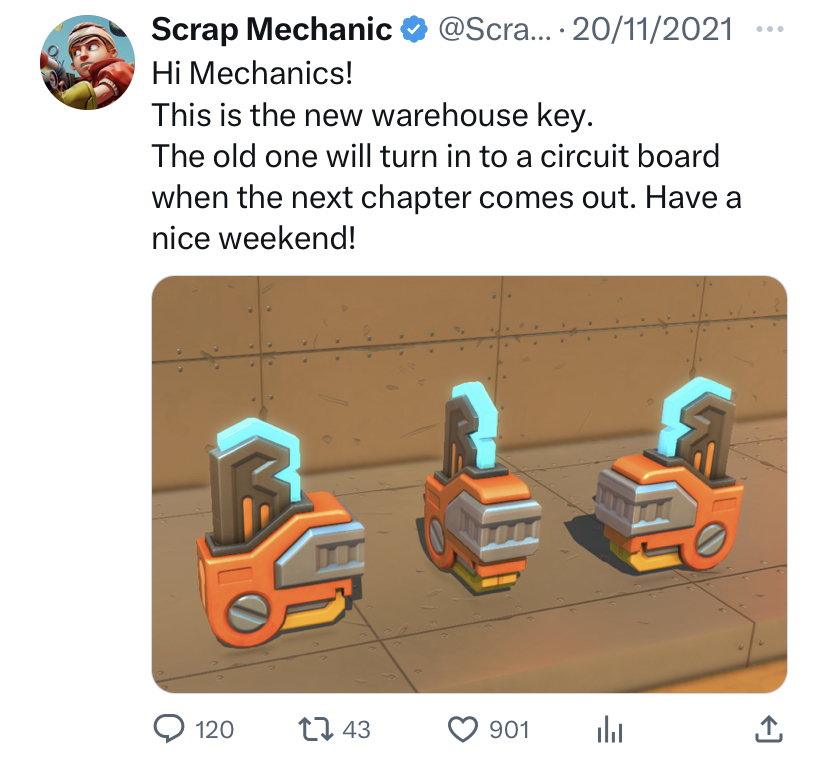 Scrap Mechanic @Scra... · 20/11/2021
Hi Mechanics!
This is the new warehouse key.
The old one will turn in to a circuit board
when the next chapter comes out. Have a
nice weekend!
120 43 901